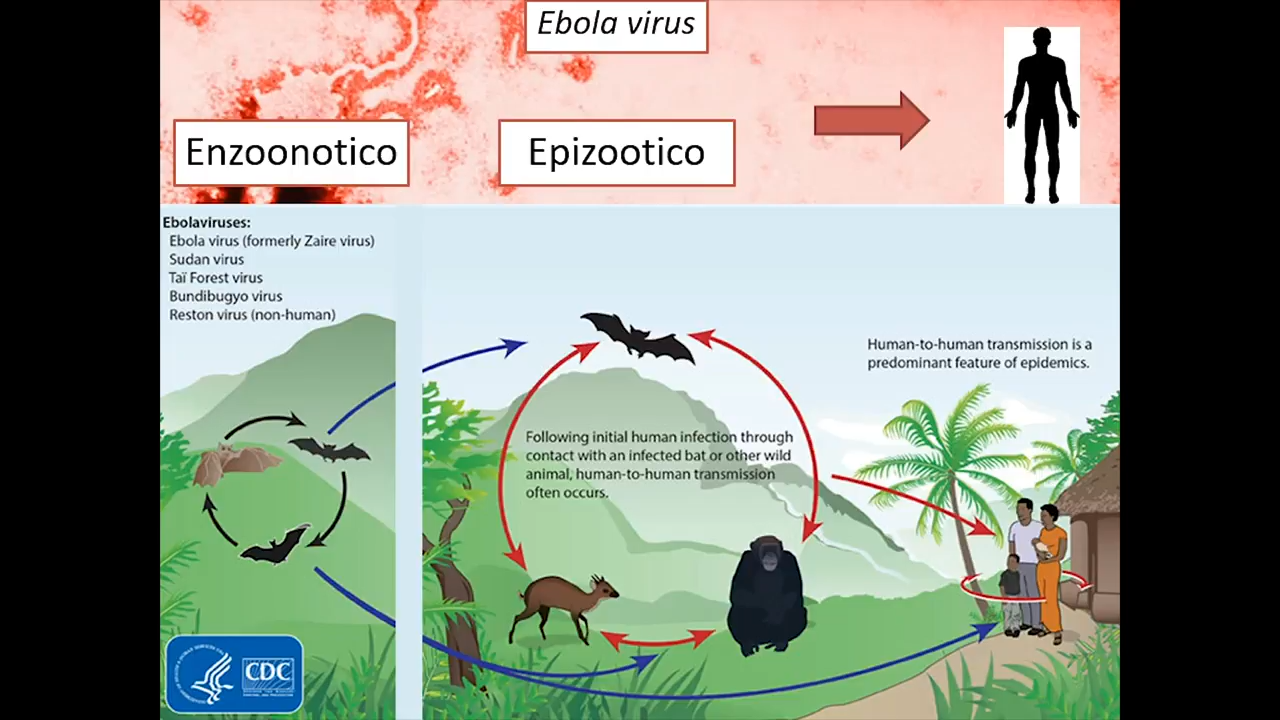 Ebola virus
Enzoonotico
Epizootico
Ebolaviruses:
Ebola virus (formerly Zaire virus)
Sudan virus
Taï Forest virus
Bundibugyo virus
Reston virus (non-human)
Human-to-human transmission is a
predominant feature of epidemics.
Following initial human infection through
contact with an infected bat or other wild
animal, human-to-human transmission
often occurs.
CDC